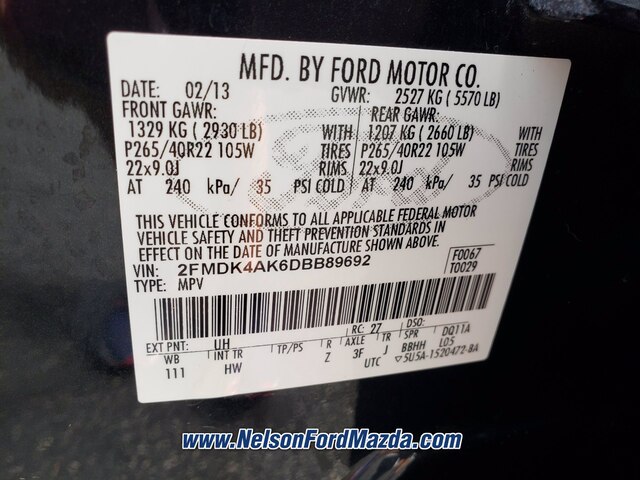 MFD. BY FORD MOTOR CO.
DATE: 02/13 GVWR: 2527 KG ( 5570 LB)
FRONT GAWR: REAR GAWR:
1329 KG ( 2930 LB) WITH 1207 KG ( 2660 LB) WITH
P265/40R22 105W TIRES P265/40R22 105W TIRES
22x9.0J RIMS 22x9.0J RIMS
AT 240 kPa/ 35 PSI COLD AT 240 kPa/ 35 PSI COLD
THIS VEHICLE CONFORMS TO ALL APPLICABLE FEDERAL MOTOR
VEHICLE SAFETY AND THEFT PREVENTION STANDARDS IN
EFFECT ON THE DATE OF MANUFACTURE SHOWN ABOVE.
VIN: 2FMDK4AK6DBB89692 F0067
TYPE: MPV T0029
EXT PNT: UH RC: 27 DSO:
WB INT TR TP/PS R AXLE TR SPR DQ11A
111 HW Z 3F J BBHH L05
UTC ▽5U5A-1520472-BA
Ford
www.NelsonFordMazda.com